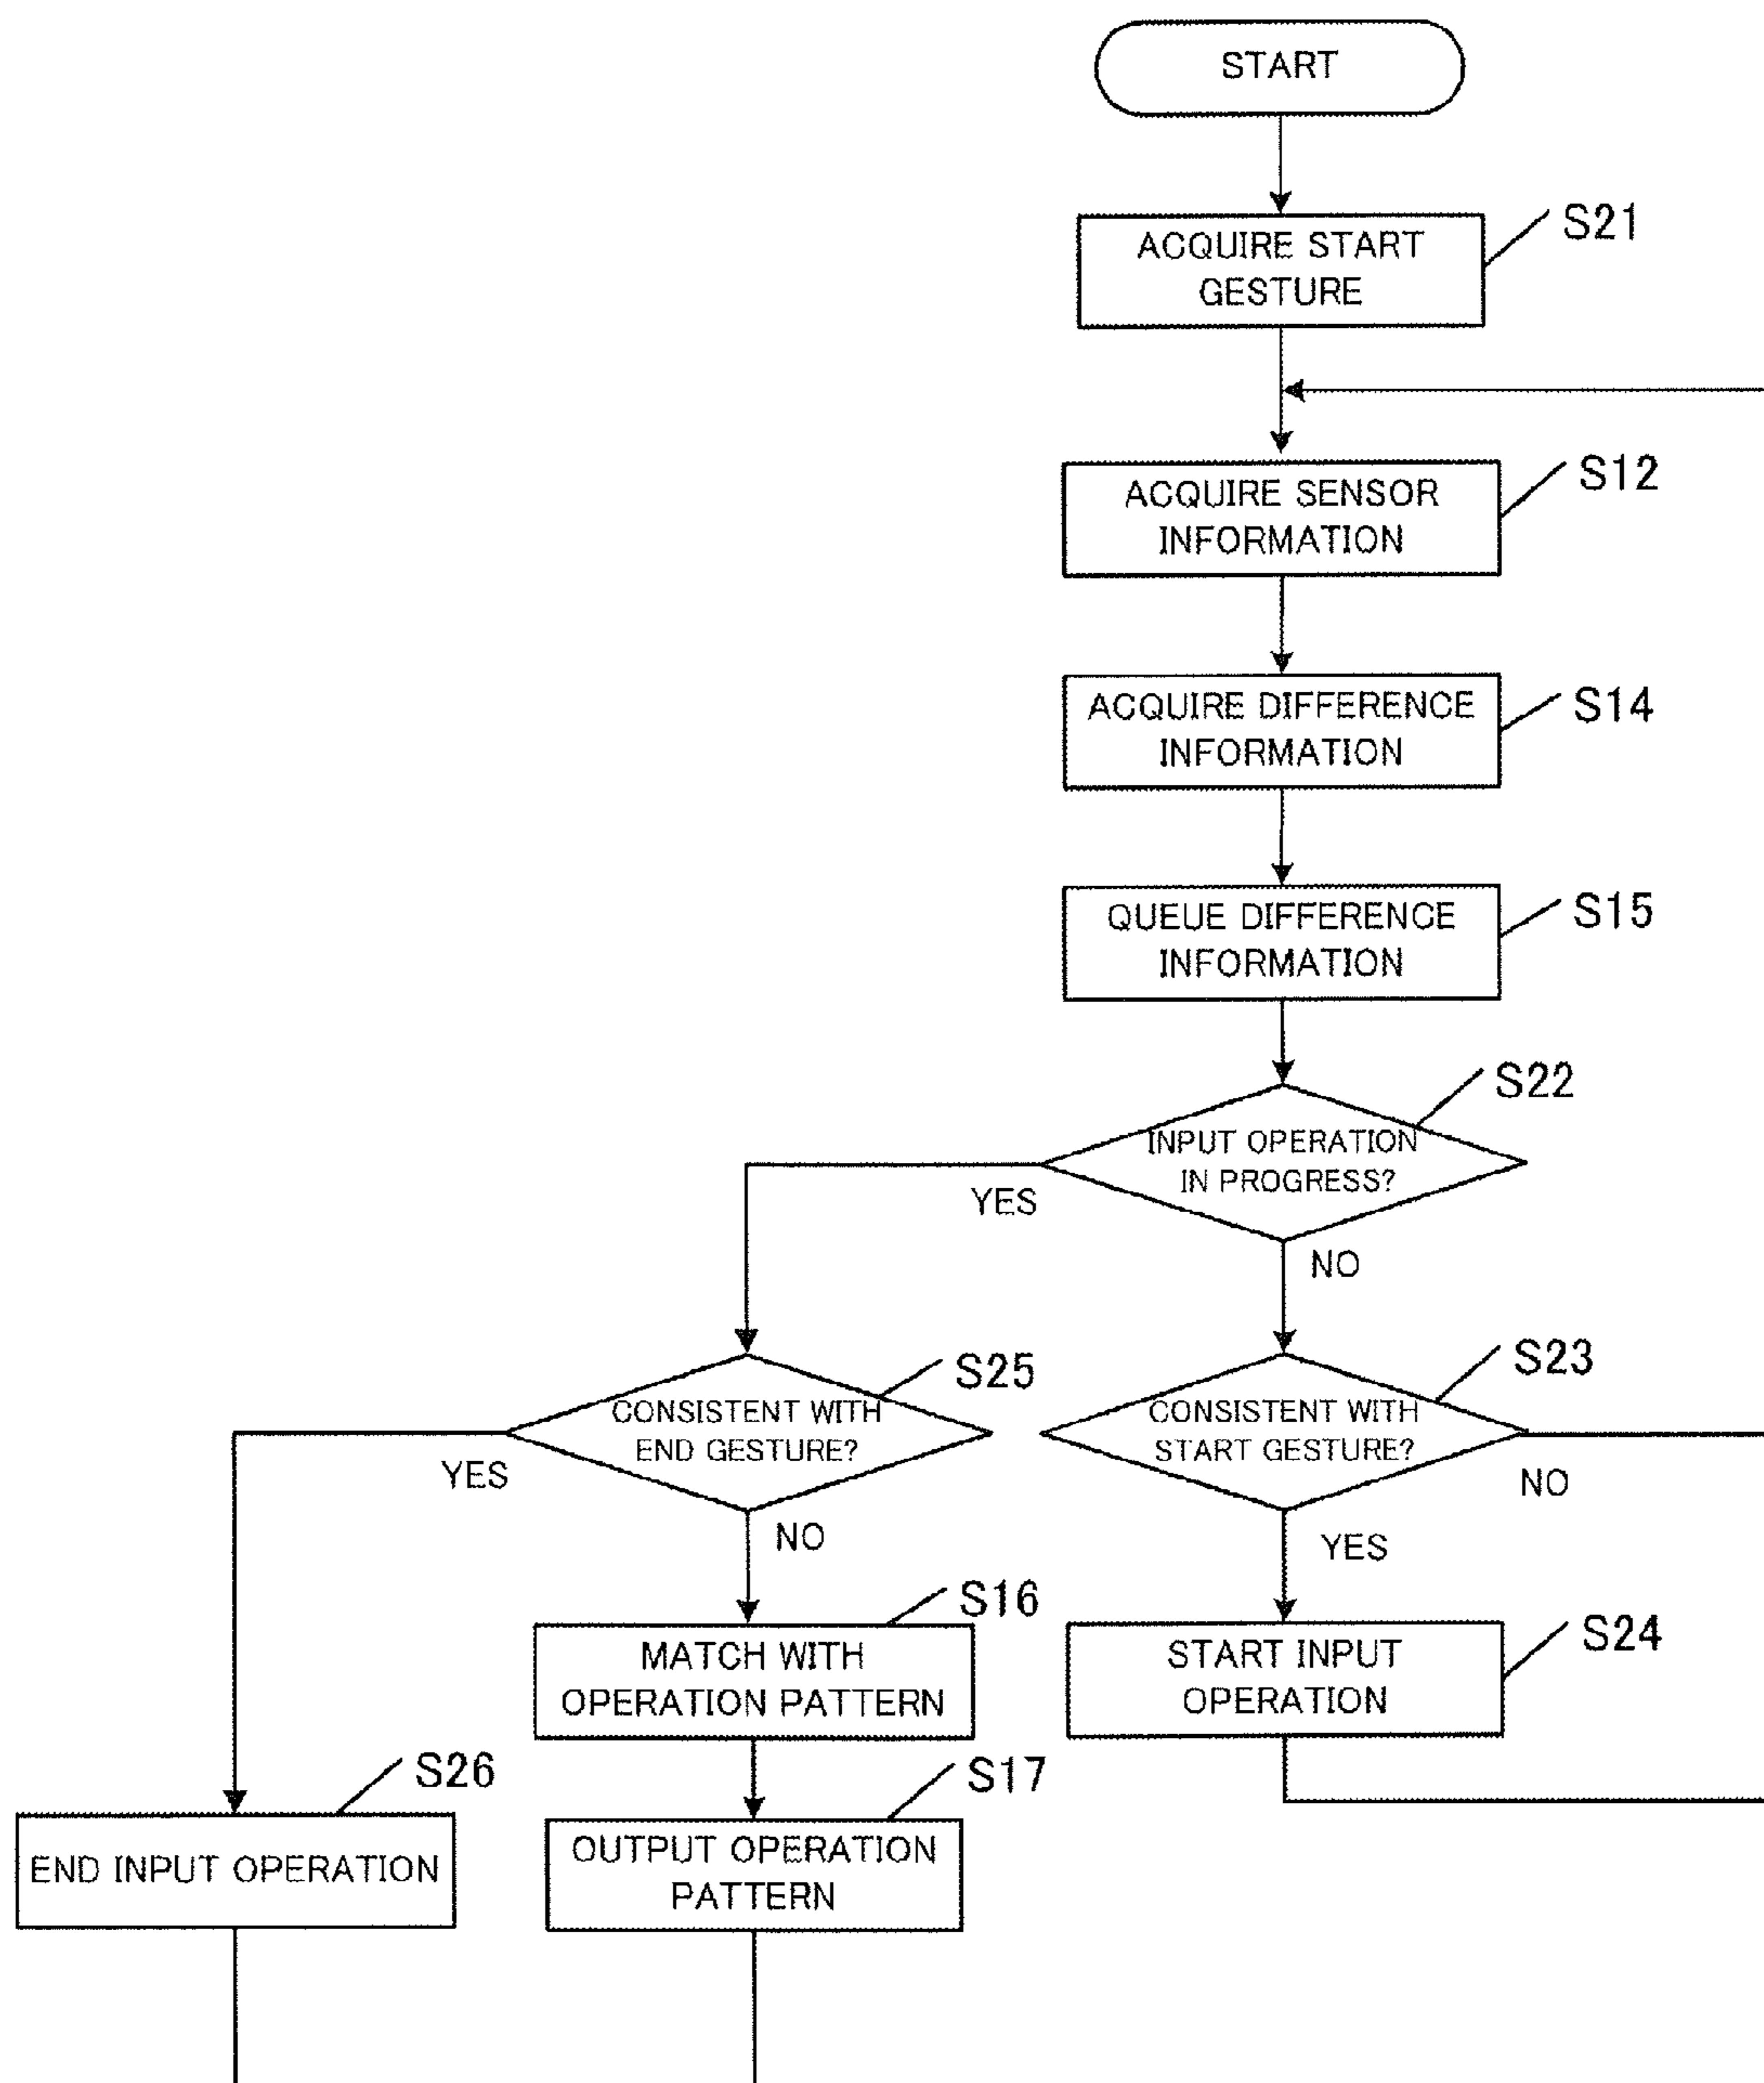 START
ACQUIRE START
GESTURE
S21
ACQUIRE SENSOR
INFORMATION
S12
ACQUIRE DIFFERENCE
INFORMATION
S14
QUEUE DIFFERENCE
INFORMATION
S15
S22
INPUT OPERATION
IN PROGRESS?
YES
NO
S25
CONSISTENT WITH
END GESTURE?
YES
NO
S23
CONSISTENT WITH
START GESTURE?
NO
YES
S16
MATCH WITH
OPERATION PATTERN
S24
START INPUT
OPERATION
S26
END INPUT OPERATION
S17
OUTPUT OPERATION
PATTERN